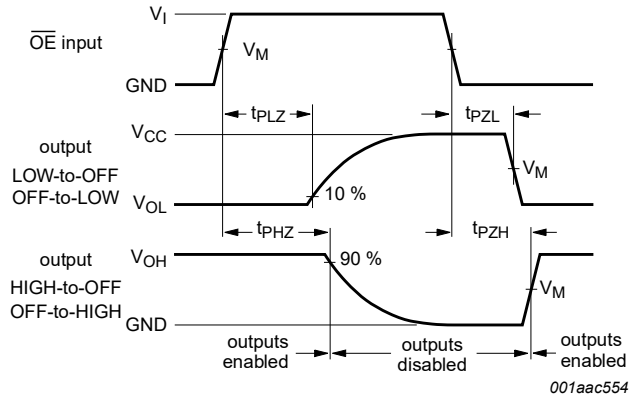 V_I
OE input
V_M
GND
t_PLZ
t_PZL
V_CC
output
LOW-to-OFF
OFF-to-LOW
V_M
V_OL
10 %
t_PHZ
t_PZH
V_OH
90 %
output
HIGH-to-OFF
OFF-to-HIGH
V_M
GND
outputs
enabled
outputs
disabled
outputs
enabled
001aac554